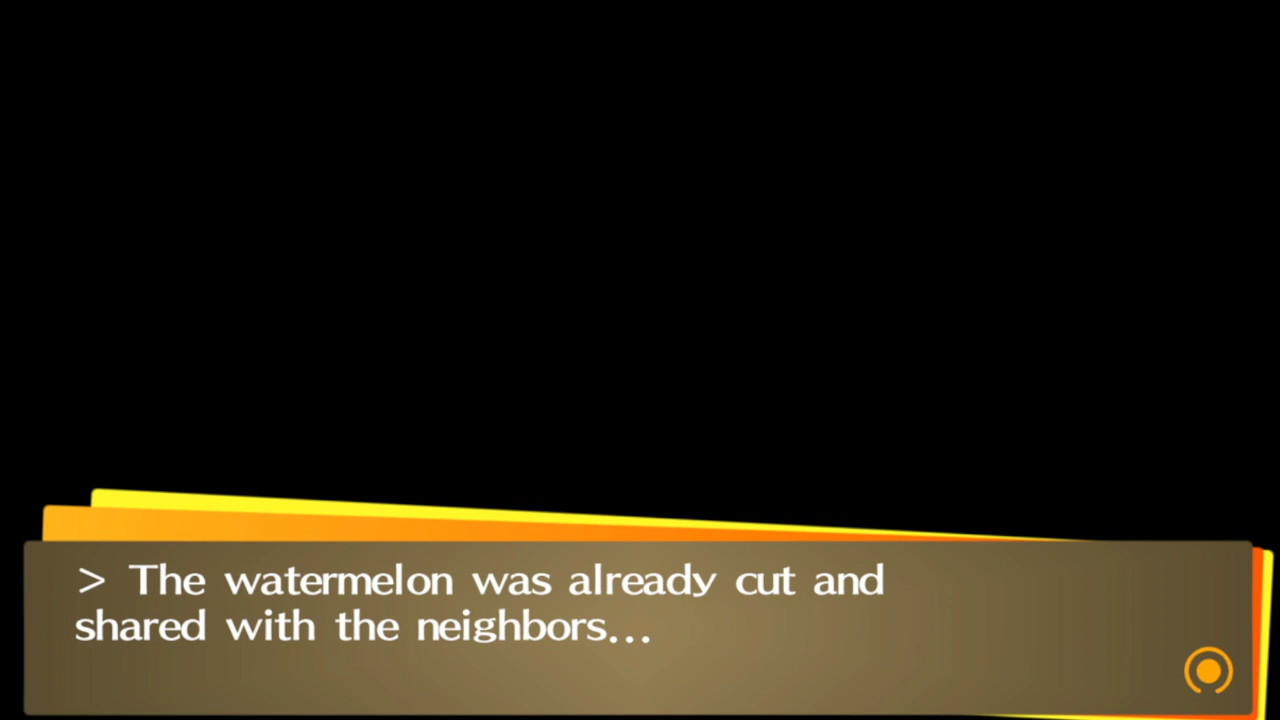 > The watermelon was already cut and
shared with the neighbors...